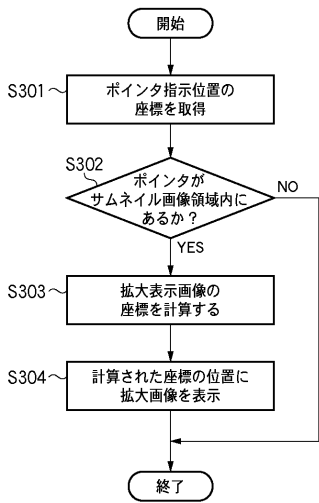 開始
S301
ポインタ指示位置の
座標を取得
S302
ポインタが
サムネイル画像領域内に
あるか？
NO
YES
S303
拡大表示画像の
座標を計算する
S304
計算された座標の位置に
拡大画像を表示
終了